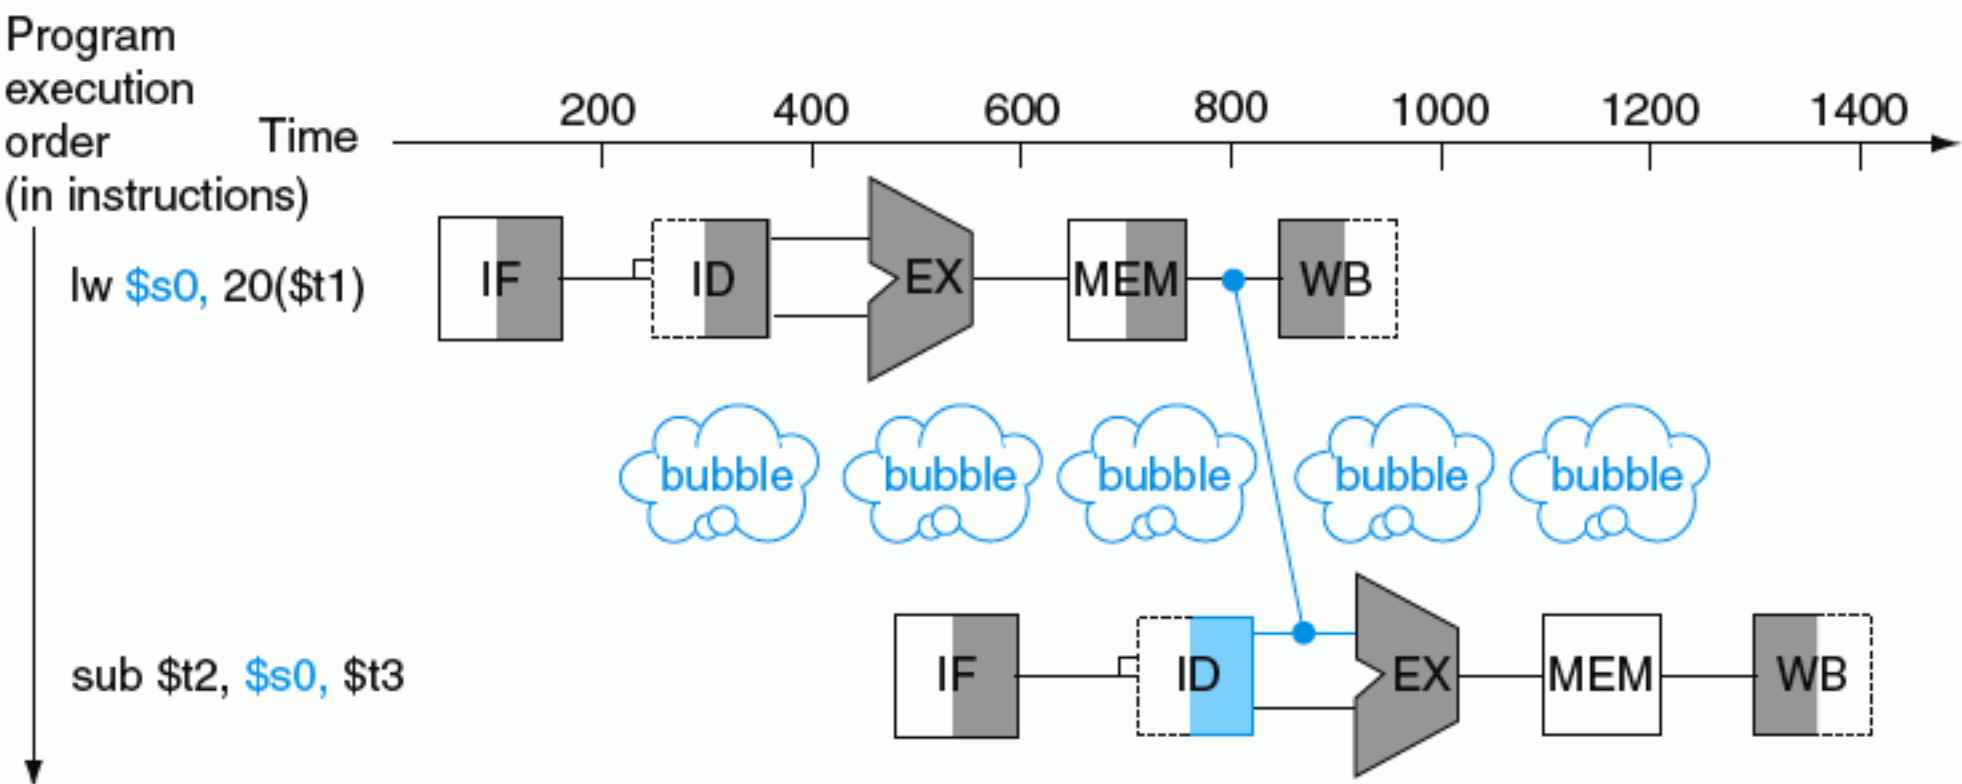 Program
execution
order
(in instructions)
Time
200 400 600 800 1000 1200 1400
lw $s0, 20($t1)
IF ID EX MEM WB
bubble bubble bubble bubble bubble
sub $t2, $s0, $t3
IF ID EX MEM WB